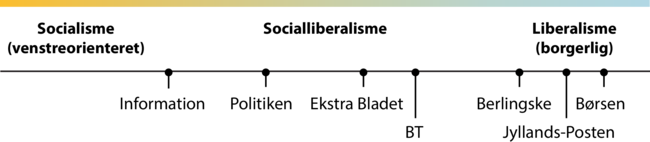 Socialisme
(venstreorienteret)
Socialliberalisme
Liberalisme
(borgerlig)
Information
Politiken
Ekstra Bladet
BT
Berlingske
Jyllands-Posten
Børsen